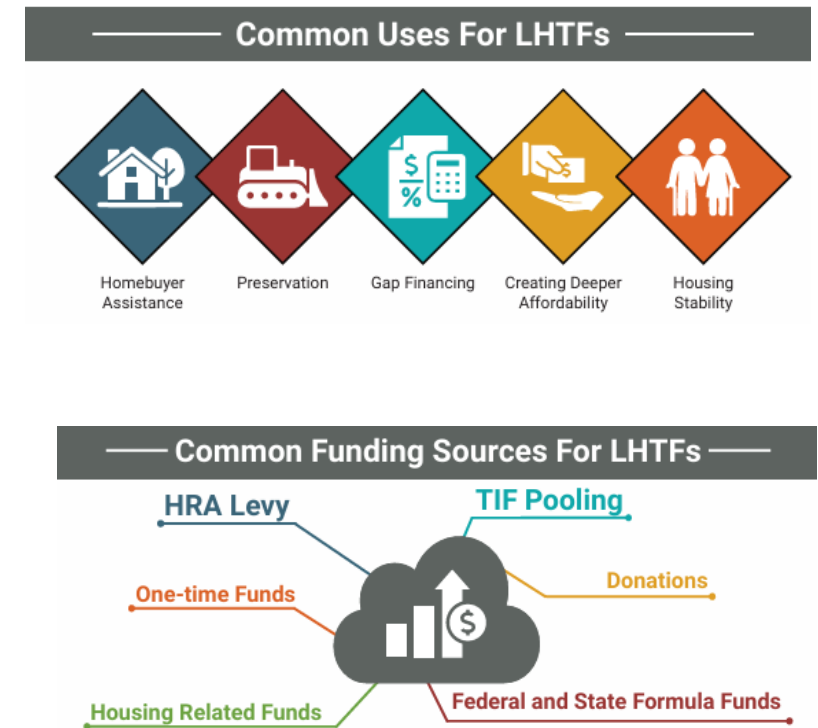 Common Uses For LHTFs
$
%
$
Homebuyer
Assistance
Preservation
Gap Financing
Creating Deeper
Affordability
Housing
Stability
Common Funding Sources For LHTFs
HRA Levy
TIF Pooling
One-time Funds
Donations
$
Housing Related Funds
Federal and State Formula Funds